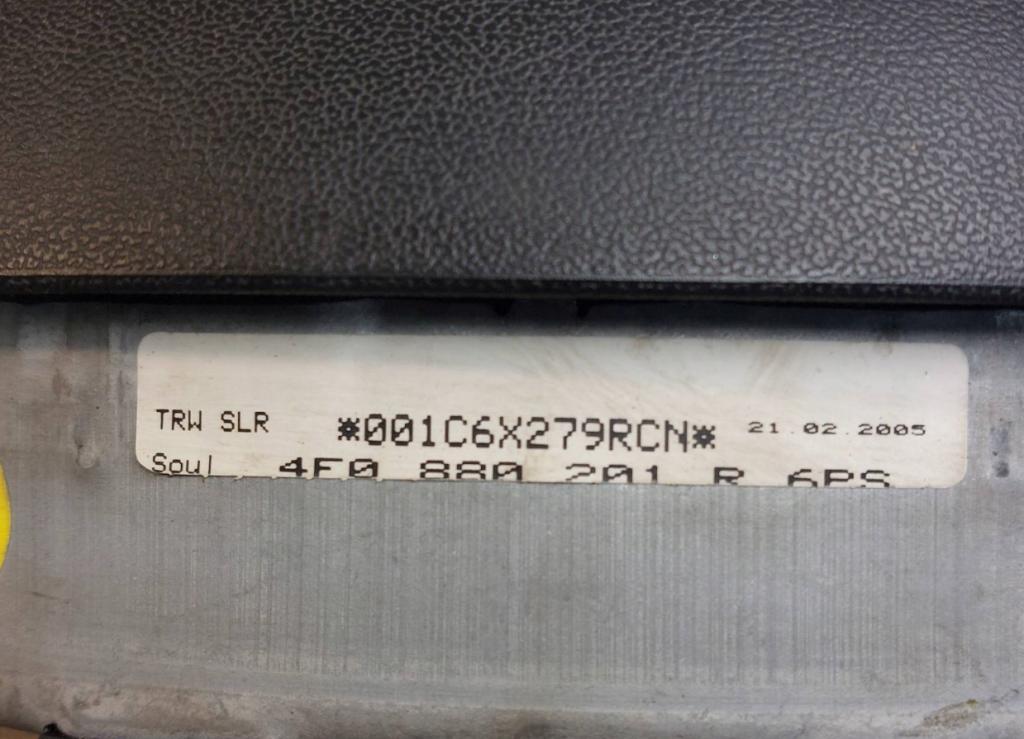 TRW SLR *001C6X279RCN* 21.02.2005
Soul 4F0 880 201 R 6PS